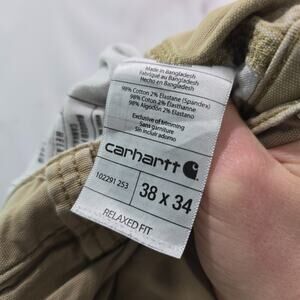 Made in Bangladesh
Fabriqué au Bangladesh
Hecho en Bangladesh
98% Cotton 2% Elastane (Spandex)
98% Coton 2% Élastane
98% Algodón 2% Elastano
Exclusive of trimming
Sans garniture
Sin incluir adorno
carhartt
102291 253
38 x 34
RELAXED FIT